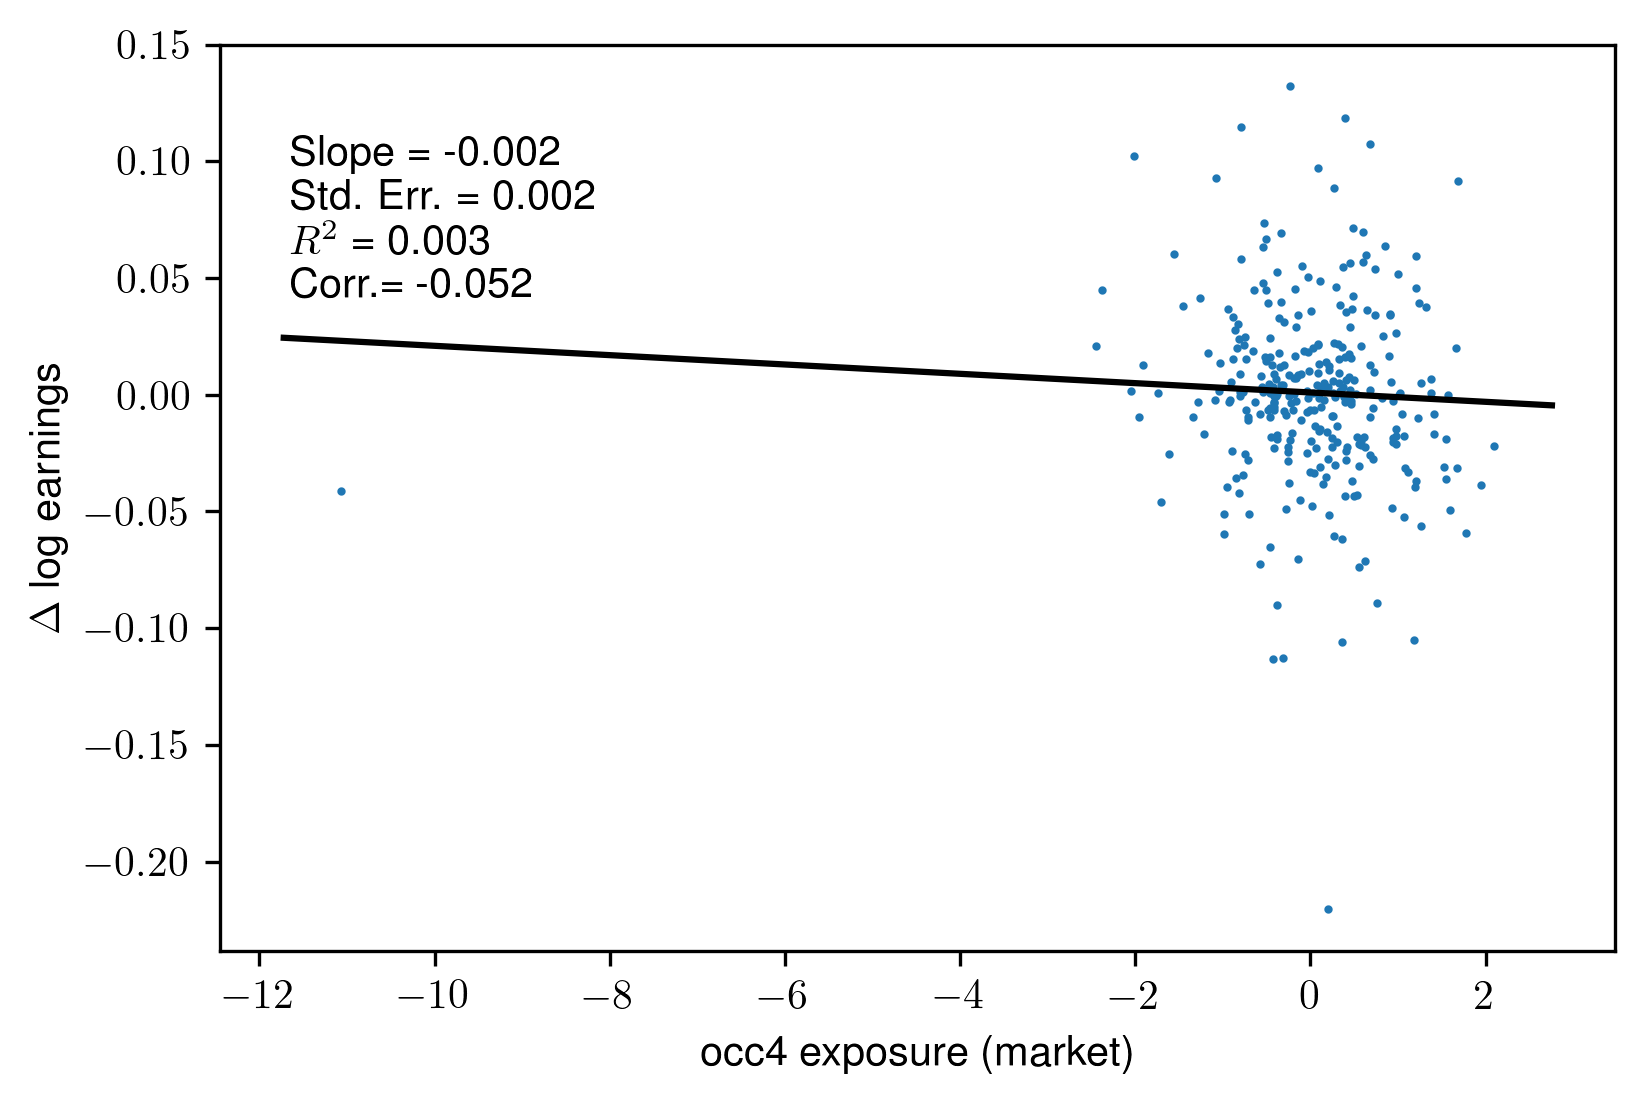 0.15
0.10
0.05
0.00
−0.05
−0.10
−0.15
−0.20
Δ log earnings
Slope = -0.002
Std. Err. = 0.002
R² = 0.003
Corr.= -0.052
−12 −10 −8 −6 −4 −2 0 2
occ4 exposure (market)